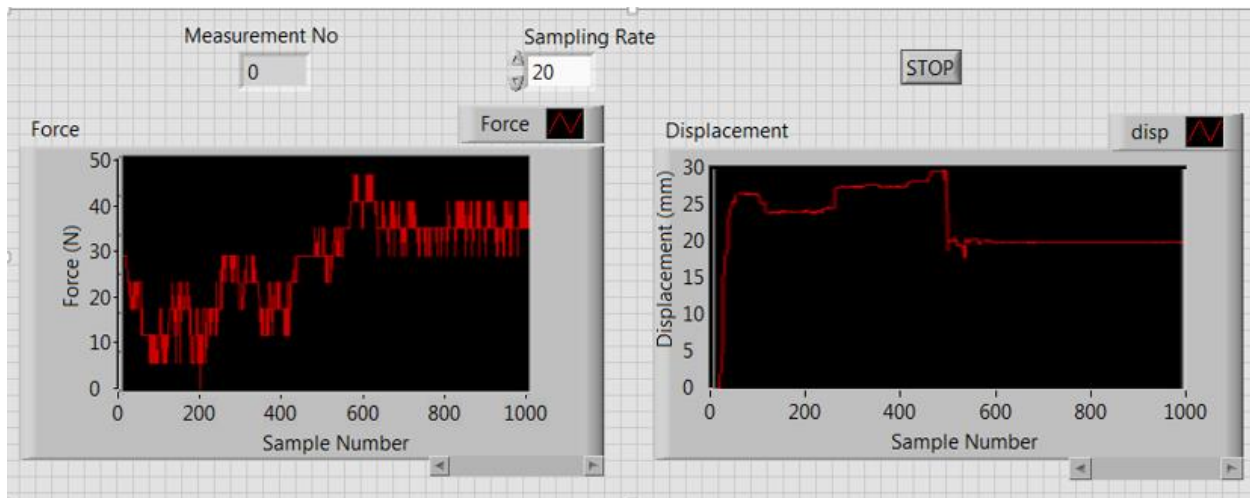 Measurement No
0
Sampling Rate
20
STOP
Force
Force
50
40
30
20
10
0
Force (N)
0 200 400 600 800 1000
Sample Number
Displacement
disp
30
25
20
15
10
5
0
Displacement (mm)
0 200 400 600 800 1000
Sample Number